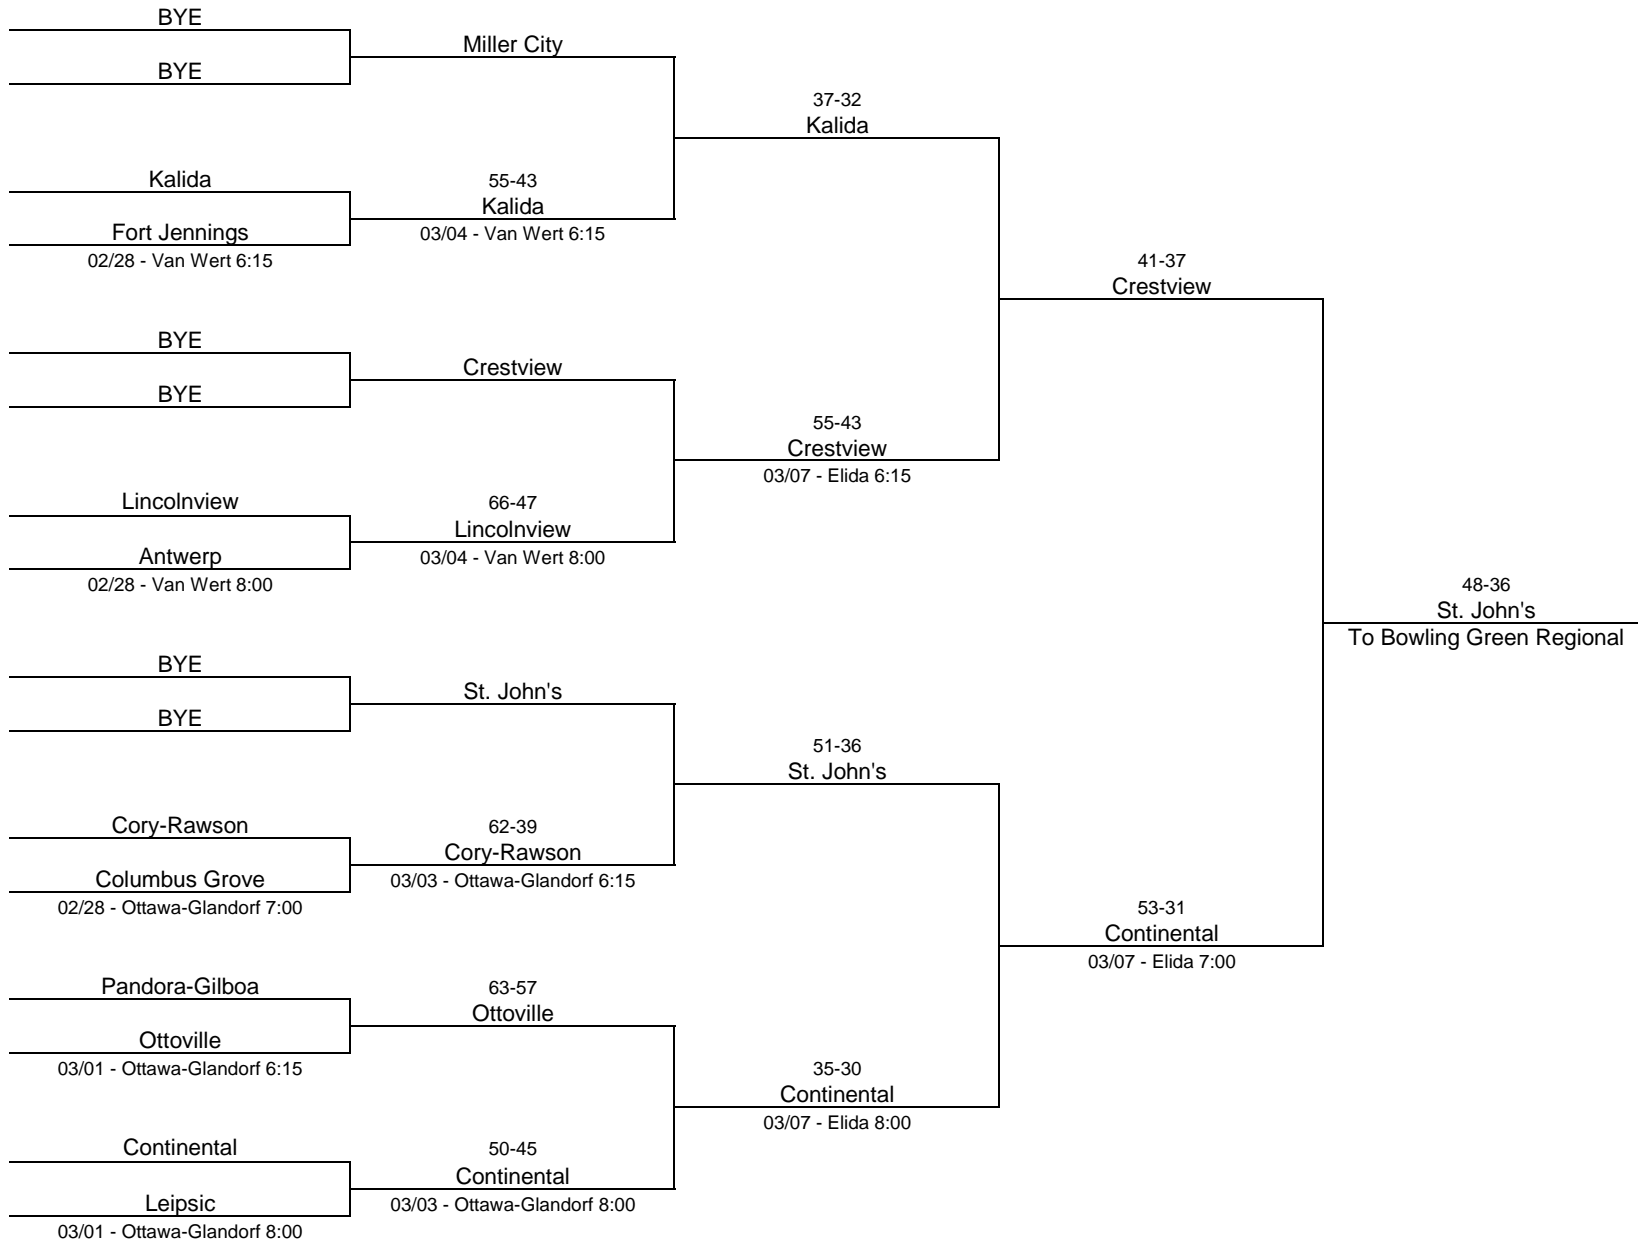 BYE
BYE
Miller City
37-32
Kalida
Kalida
Fort Jennings
02/28 - Van Wert 6:15
55-43
Kalida
03/04 - Van Wert 6:15
41-37
Crestview
BYE
BYE
Crestview
55-43
Crestview
03/07 - Elida 6:15
Lincolnview
Antwerp
02/28 - Van Wert 8:00
66-47
Lincolnview
03/04 - Van Wert 8:00
48-36
St. John's
To Bowling Green Regional
BYE
BYE
St. John's
51-36
St. John's
Cory-Rawson
Columbus Grove
02/28 - Ottawa-Glandorf 7:00
62-39
Cory-Rawson
03/03 - Ottawa-Glandorf 6:15
53-31
Continental
03/07 - Elida 7:00
Pandora-Gilboa
Ottoville
03/01 - Ottawa-Glandorf 6:15
63-57
Ottoville
35-30
Continental
03/07 - Elida 8:00
Continental
Leipsic
03/01 - Ottawa-Glandorf 8:00
50-45
Continental
03/03 - Ottawa-Glandorf 8:00